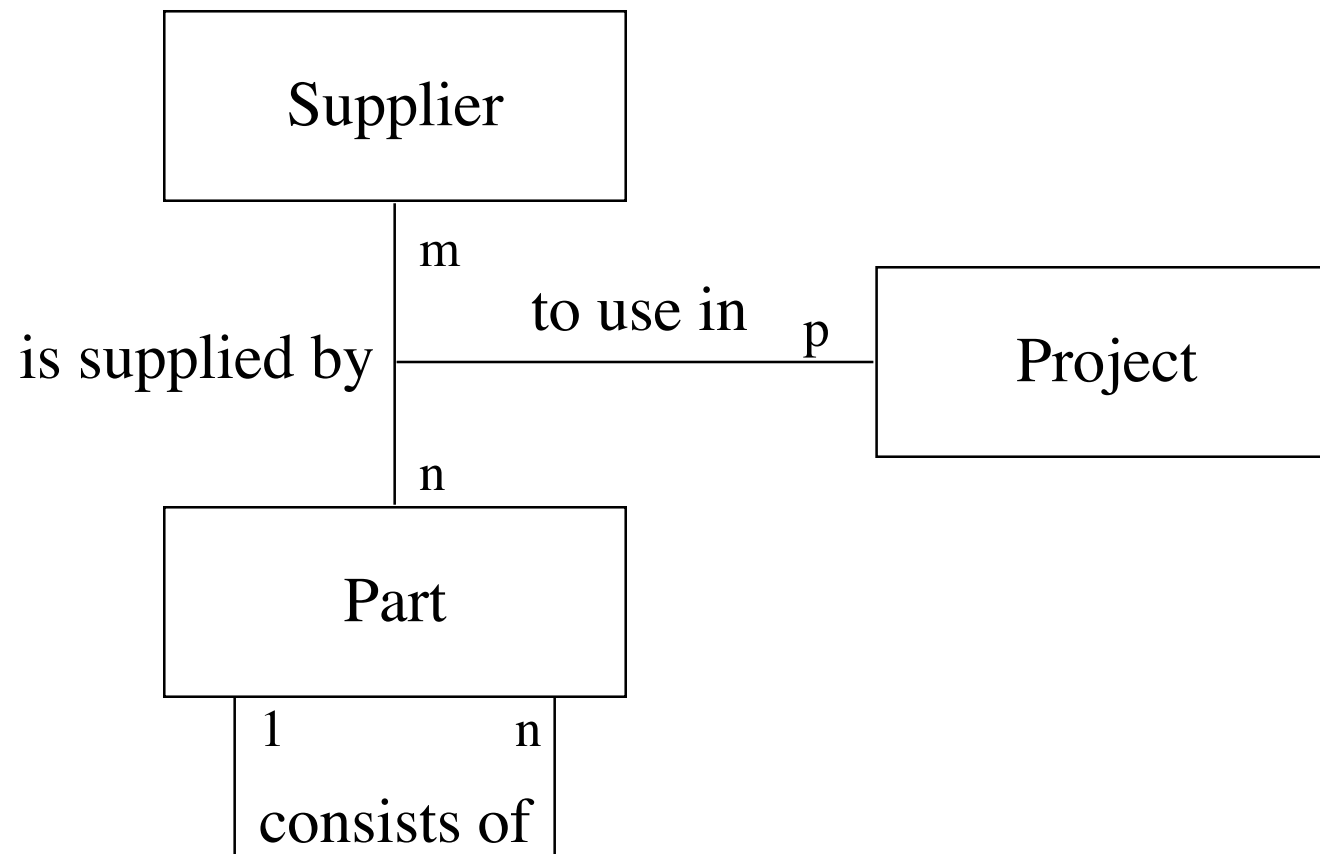 Supplier
m
to use in
p
is supplied by
Project
n
Part
1
n
consists of